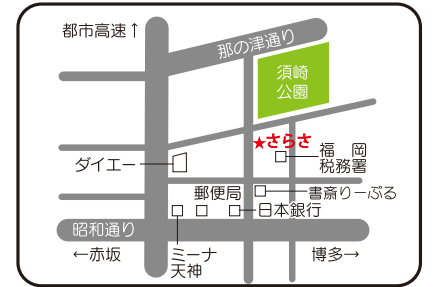 都市高速↑
那の津通り
須崎
公園
★さらさ
福岡
税務署
ダイエー
郵便局
書斎りーぶる
日本銀行
昭和通り
←赤坂
ミーナ
天神
博多→